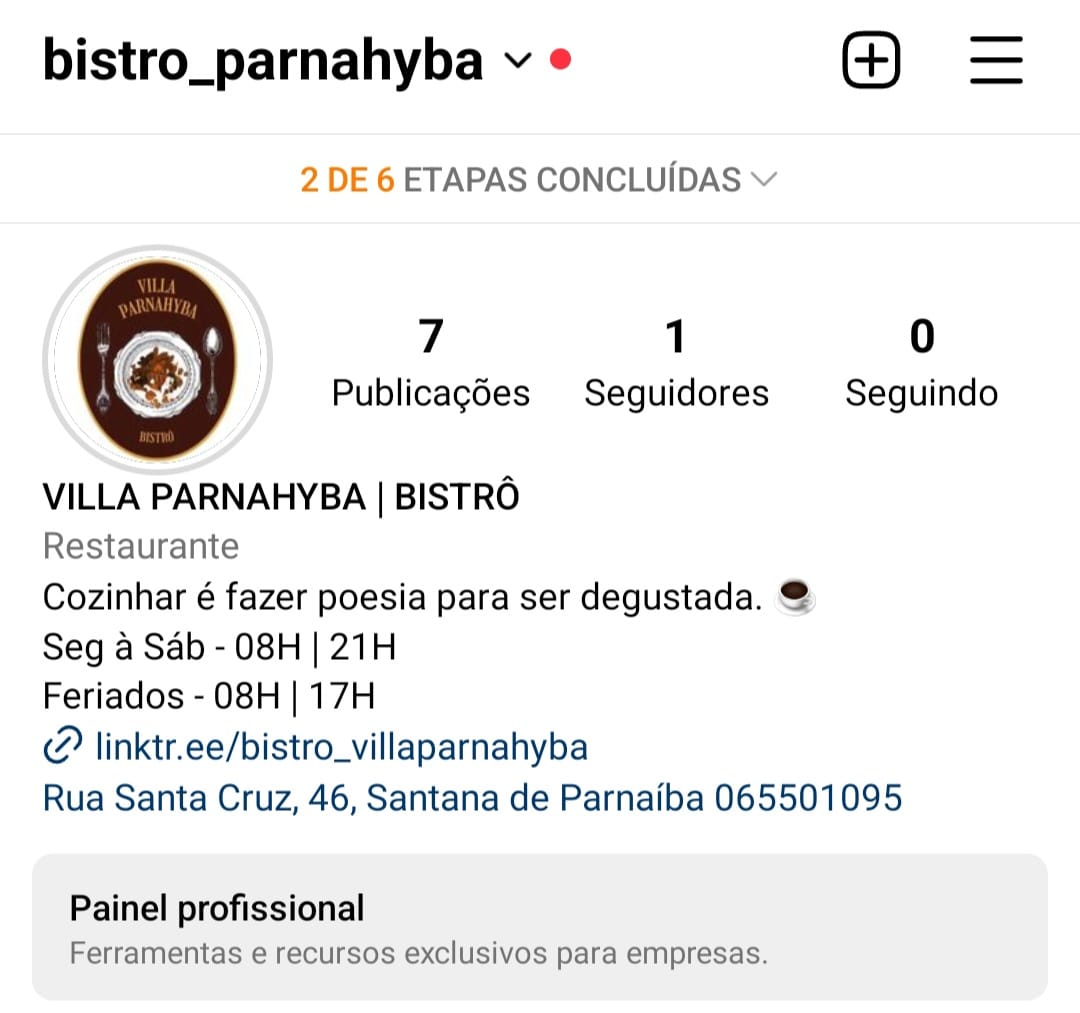 bistro_parnahyba
2 DE 6 ETAPAS CONCLUÍDAS
VILLA
PARNAHYBA
BISTRÔ
7
Publicações
1
Seguidores
0
Seguindo
VILLA PARNAHYBA | BISTRÔ
Restaurante
Cozinhar é fazer poesia para ser degustada. ☕
Seg à Sáb - 08H | 21H
Feriados - 08H | 17H
linktr.ee/bistro_villaparnahyba
Rua Santa Cruz, 46, Santana de Parnaíba 065501095
Painel profissional
Ferramentas e recursos exclusivos para empresas.